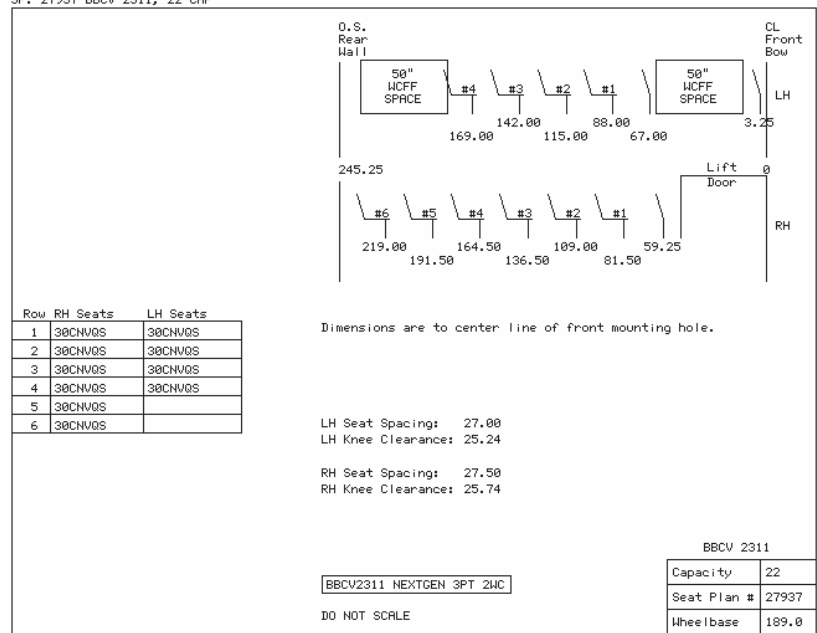 SP: 27937 BBCV 2311, 22 CAP
O.S.
Rear
Wall
CL
Front
Bow
50"
WCFF
SPACE
#4
#3
#2
#1
50"
WCFF
SPACE
LH
142.00
88.00
3.25
169.00
115.00
67.00
245.25
Lift
0
Door
#6
#5
#4
#3
#2
#1
RH
219.00
164.50
109.00
59.25
191.50
136.50
81.50
Row RH Seats LH Seats
1 30CNVQS 30CNVQS
2 30CNVQS 30CNVQS
3 30CNVQS 30CNVQS
4 30CNVQS 30CNVQS
5 30CNVQS
6 30CNVQS
Dimensions are to center line of front mounting hole.
LH Seat Spacing: 27.00
LH Knee Clearance: 25.24
RH Seat Spacing: 27.50
RH Knee Clearance: 25.74
BBCV2311 NEXTGEN 3PT 2WC
DO NOT SCALE
BBCV 2311
Capacity 22
Seat Plan # 27937
Wheelbase 189.0